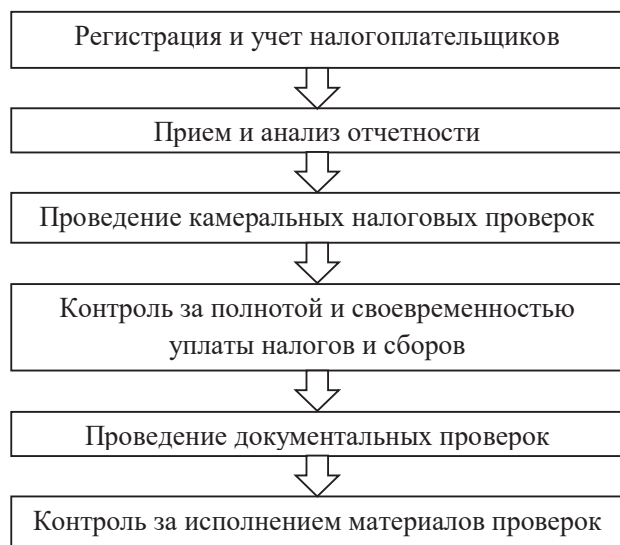 Регистрация и учет налогоплательщиков
Прием и анализ отчетности
Проведение камеральных налоговых проверок
Контроль за полнотой и своевременностью
уплаты налогов и сборов
Проведение документальных проверок
Контроль за исполнением материалов проверок